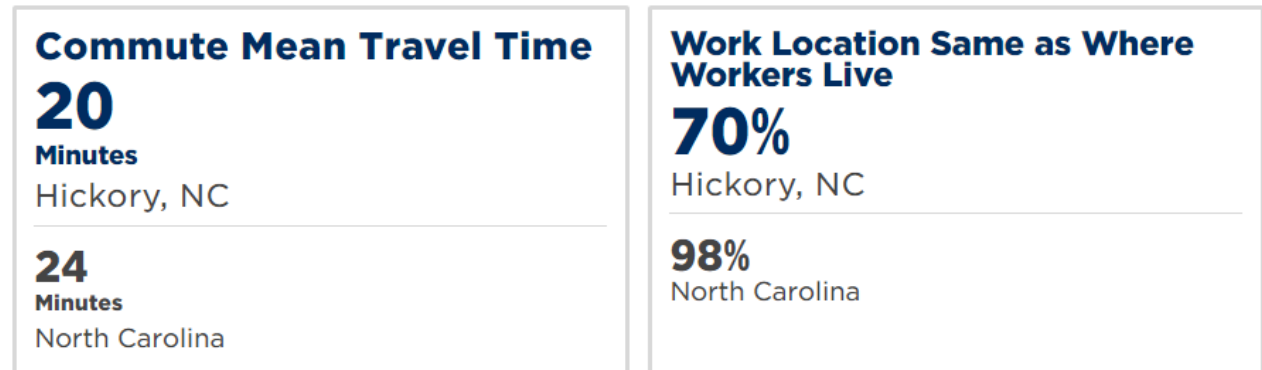 Commute Mean Travel Time
20
Minutes
Hickory, NC
24
Minutes
North Carolina
Work Location Same as Where
Workers Live
70%
Hickory, NC
98%
North Carolina